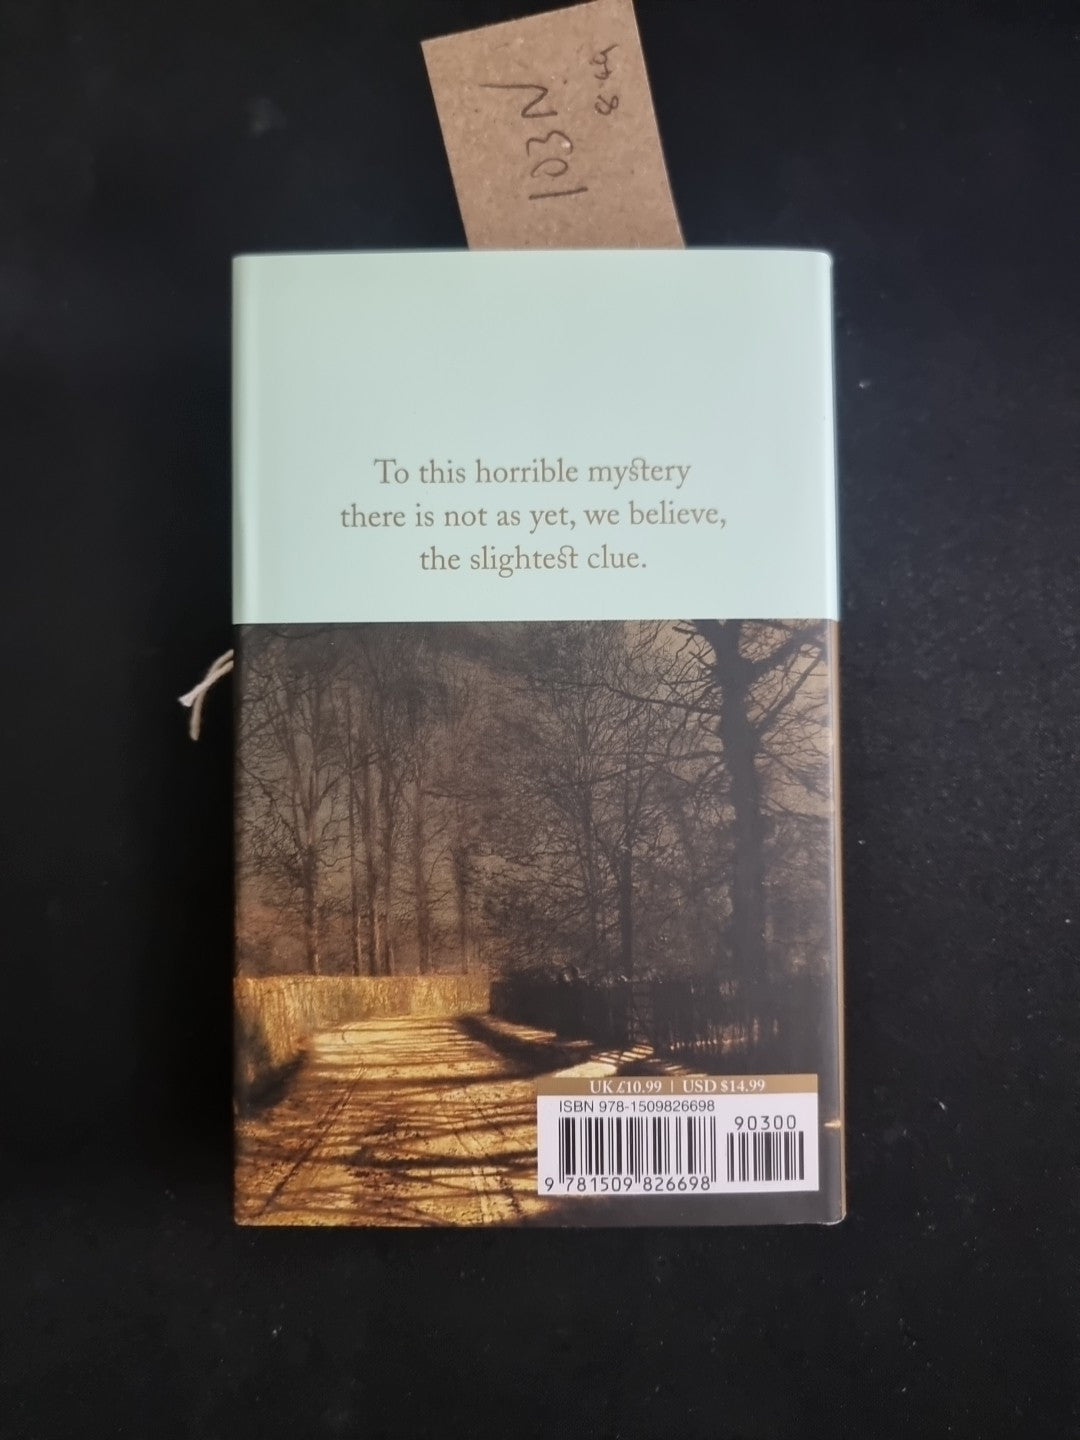 103N
8.49
To this horrible mystery
there is not as yet, we believe,
the slightest clue.
UK £10.99 | USD $14.99
ISBN 978-1509826698
90300
9 781509 826698